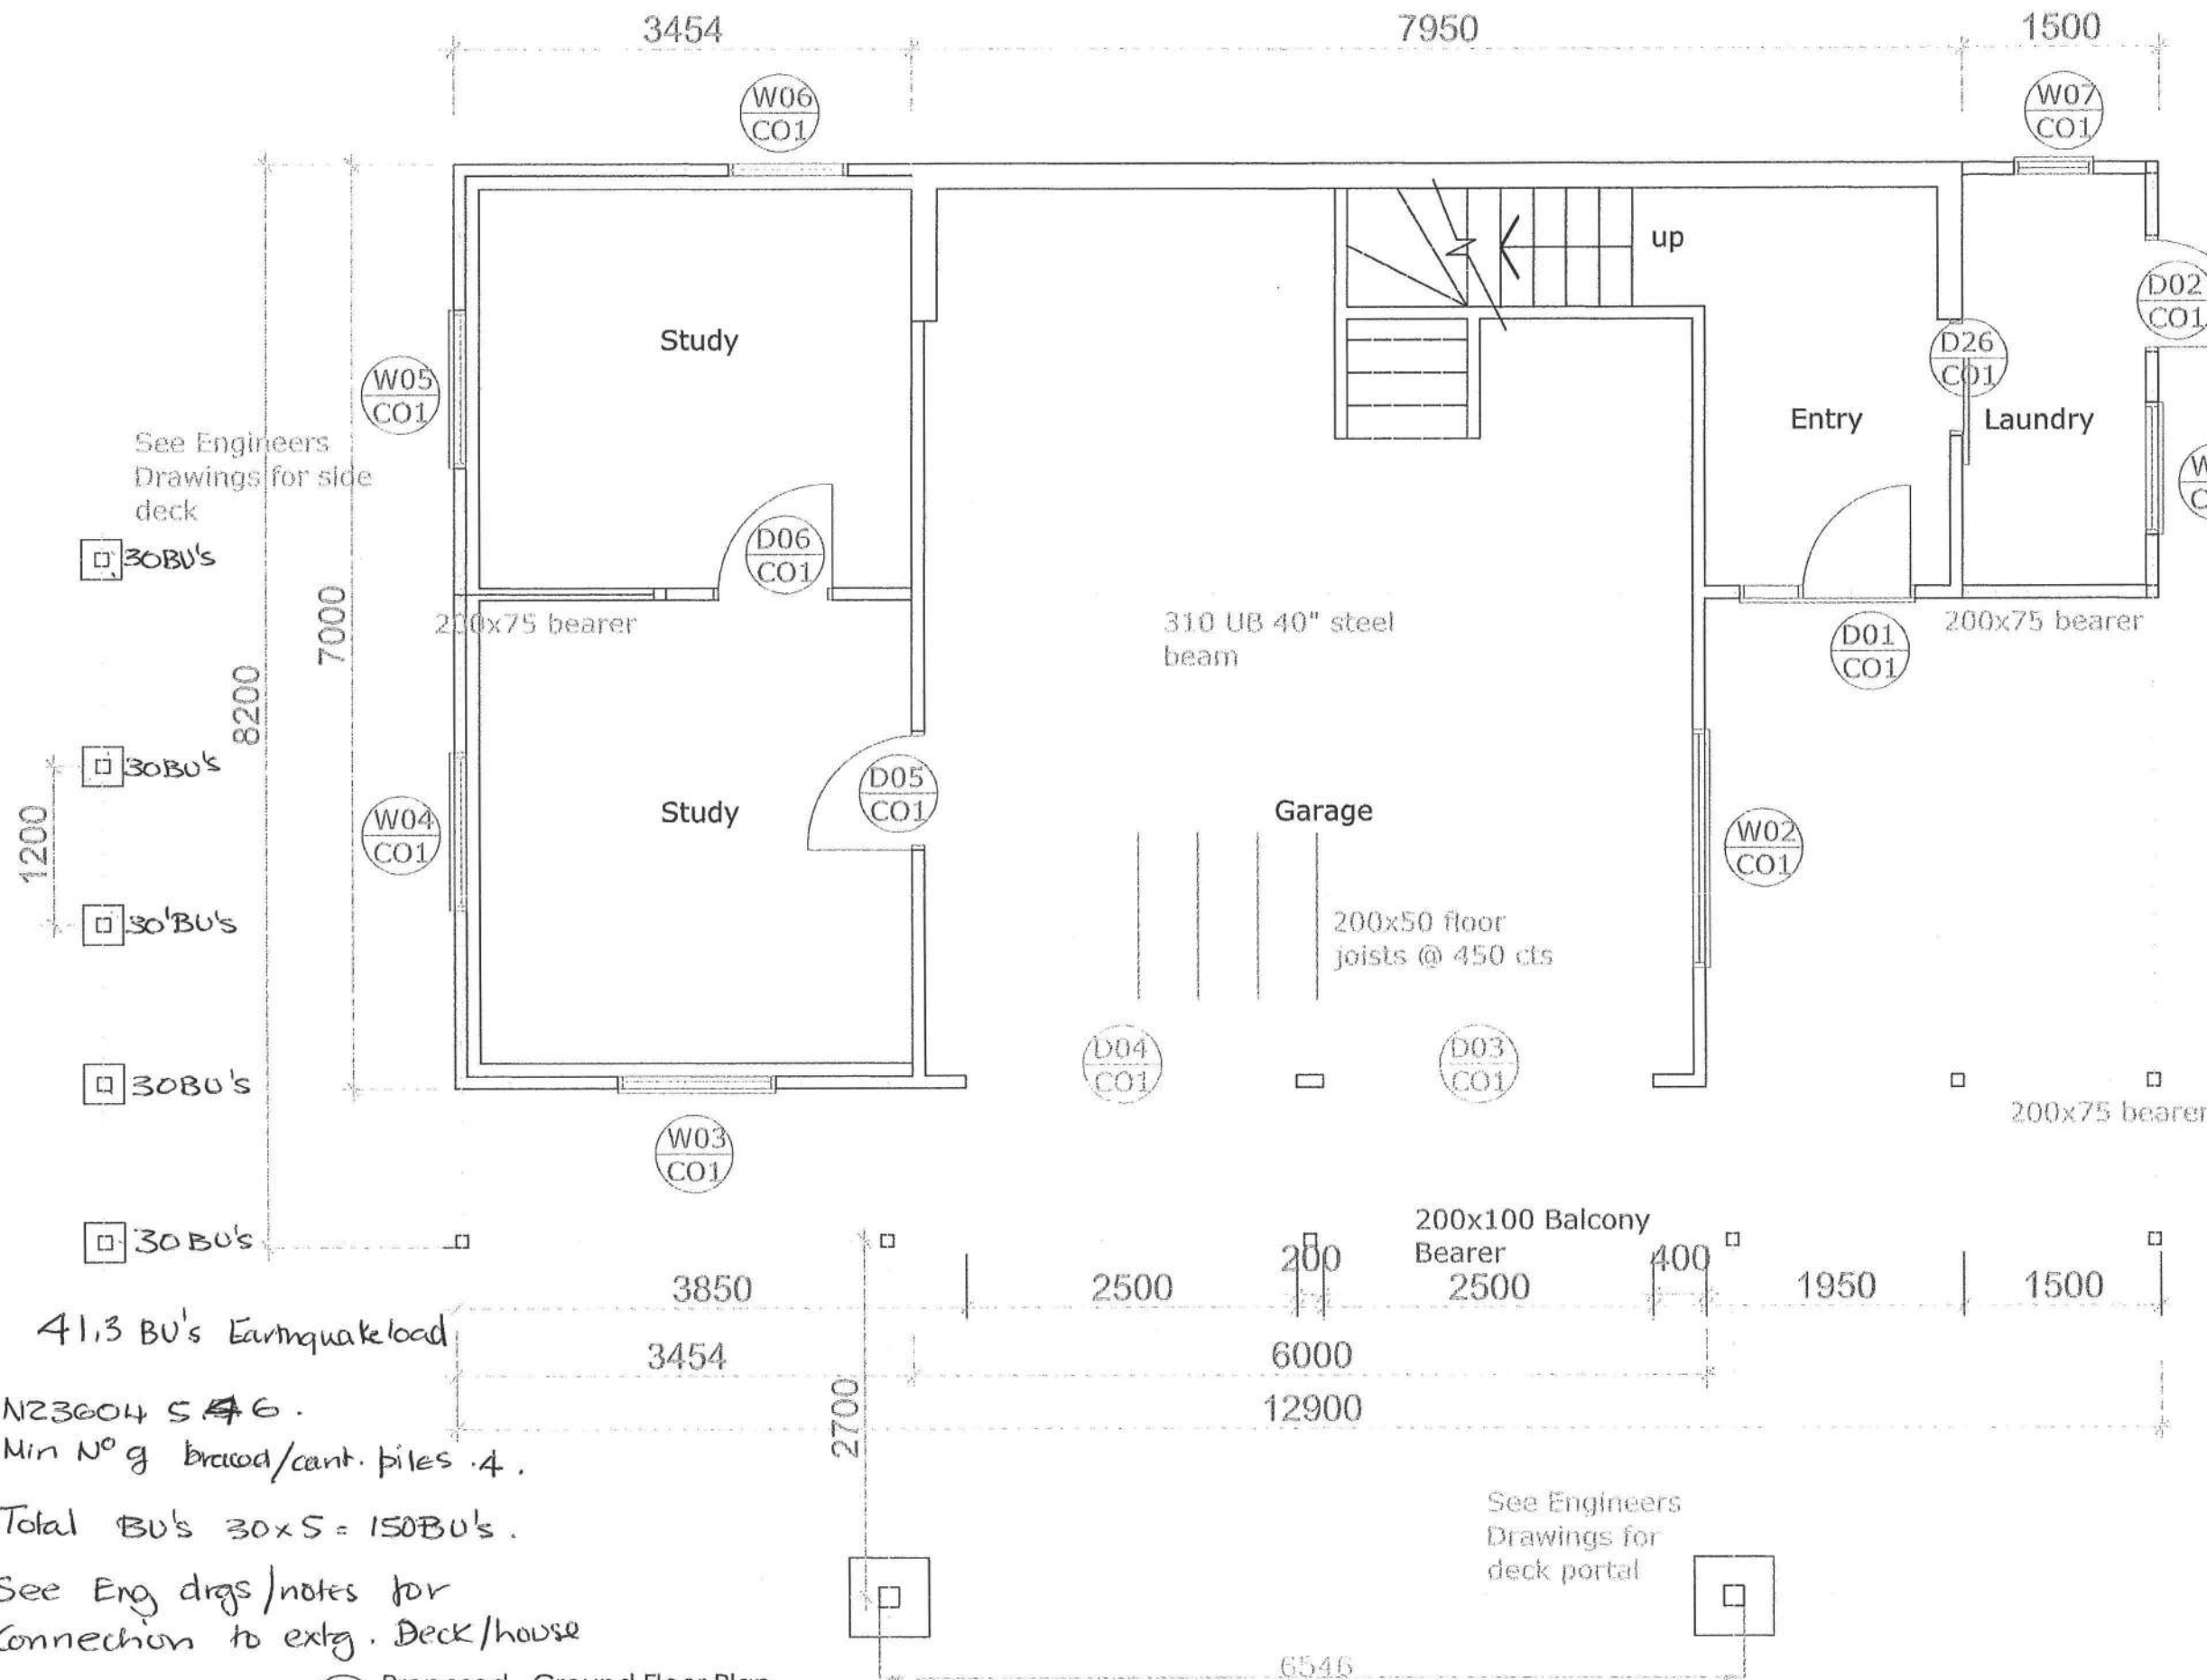 3454
7950
1500
W06
CO1
W07
CO1
up
D02
CO1
Study
D26
CO1
W05
CO1
Entry
Laundry
See Engineers
Drawings for side
deck
D06
CO1
30BU's
200x75 bearer
310 UB 40" steel
beam
D01
CO1
200x75 bearer
7000
8200
30BU's
1200
W04
CO1
Study
D05
CO1
Garage
W02
CO1
30'BU's
200x50 floor
joists @ 450 cts
30BU's
D04
CO1
D03
CO1
200x75 bearer
W03
CO1
30BU's
200x100 Balcony
Bearer
200
400
3850
2500
2500
1950
1500
41.3 BU's Earthquake load
3454
6000
12900
2700
NZ3604 5.46.
Min No g braced/cant. piles .4.
Total BU's 30x5 = 150BU's.
See Eng drgs/notes for
Connection to extg. Deck/house
See Engineers
Drawings for
deck portal
6546